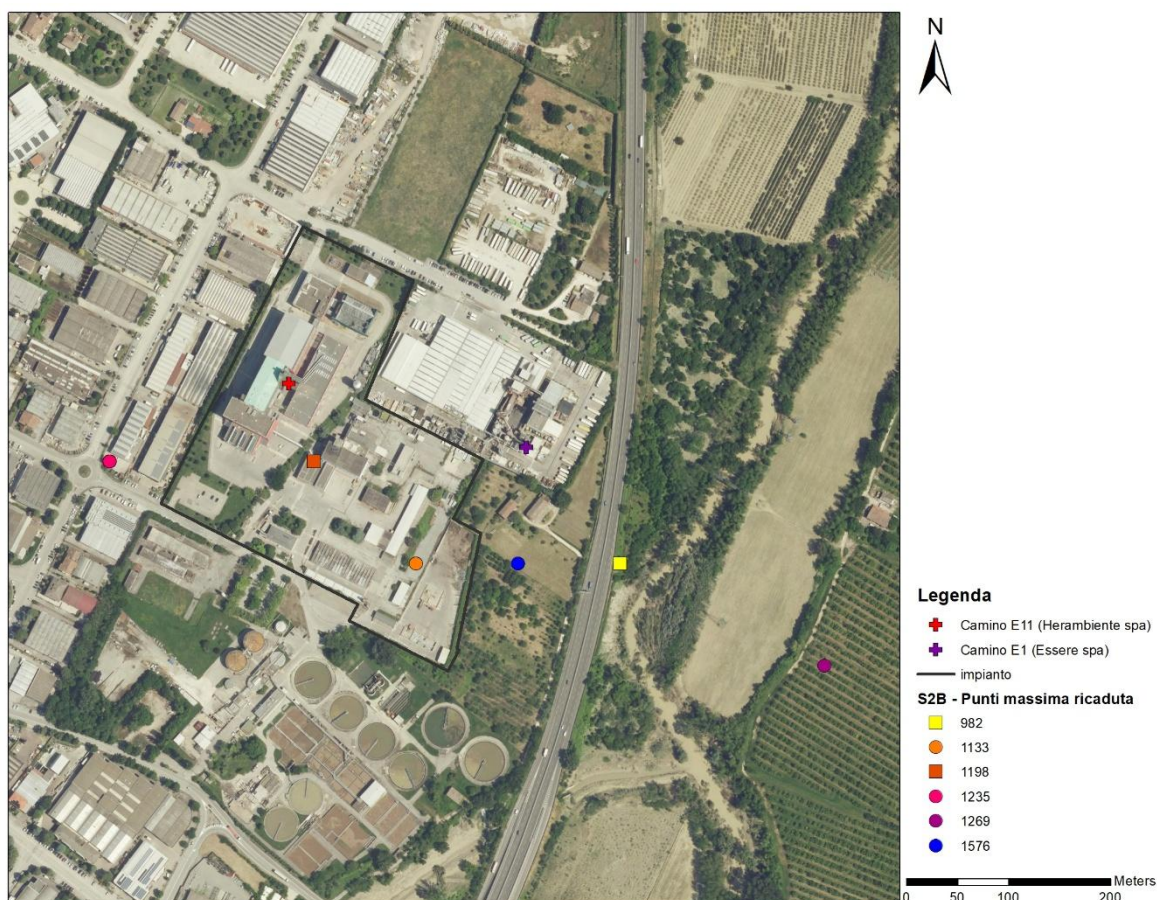 N
Legenda
Camino E11 (Herambiente spa)
Camino E1 (Essere spa)
impianto
S2B - Punti massima ricaduta
982
1133
1198
1235
1269
1576
Meters
0 50 100 200